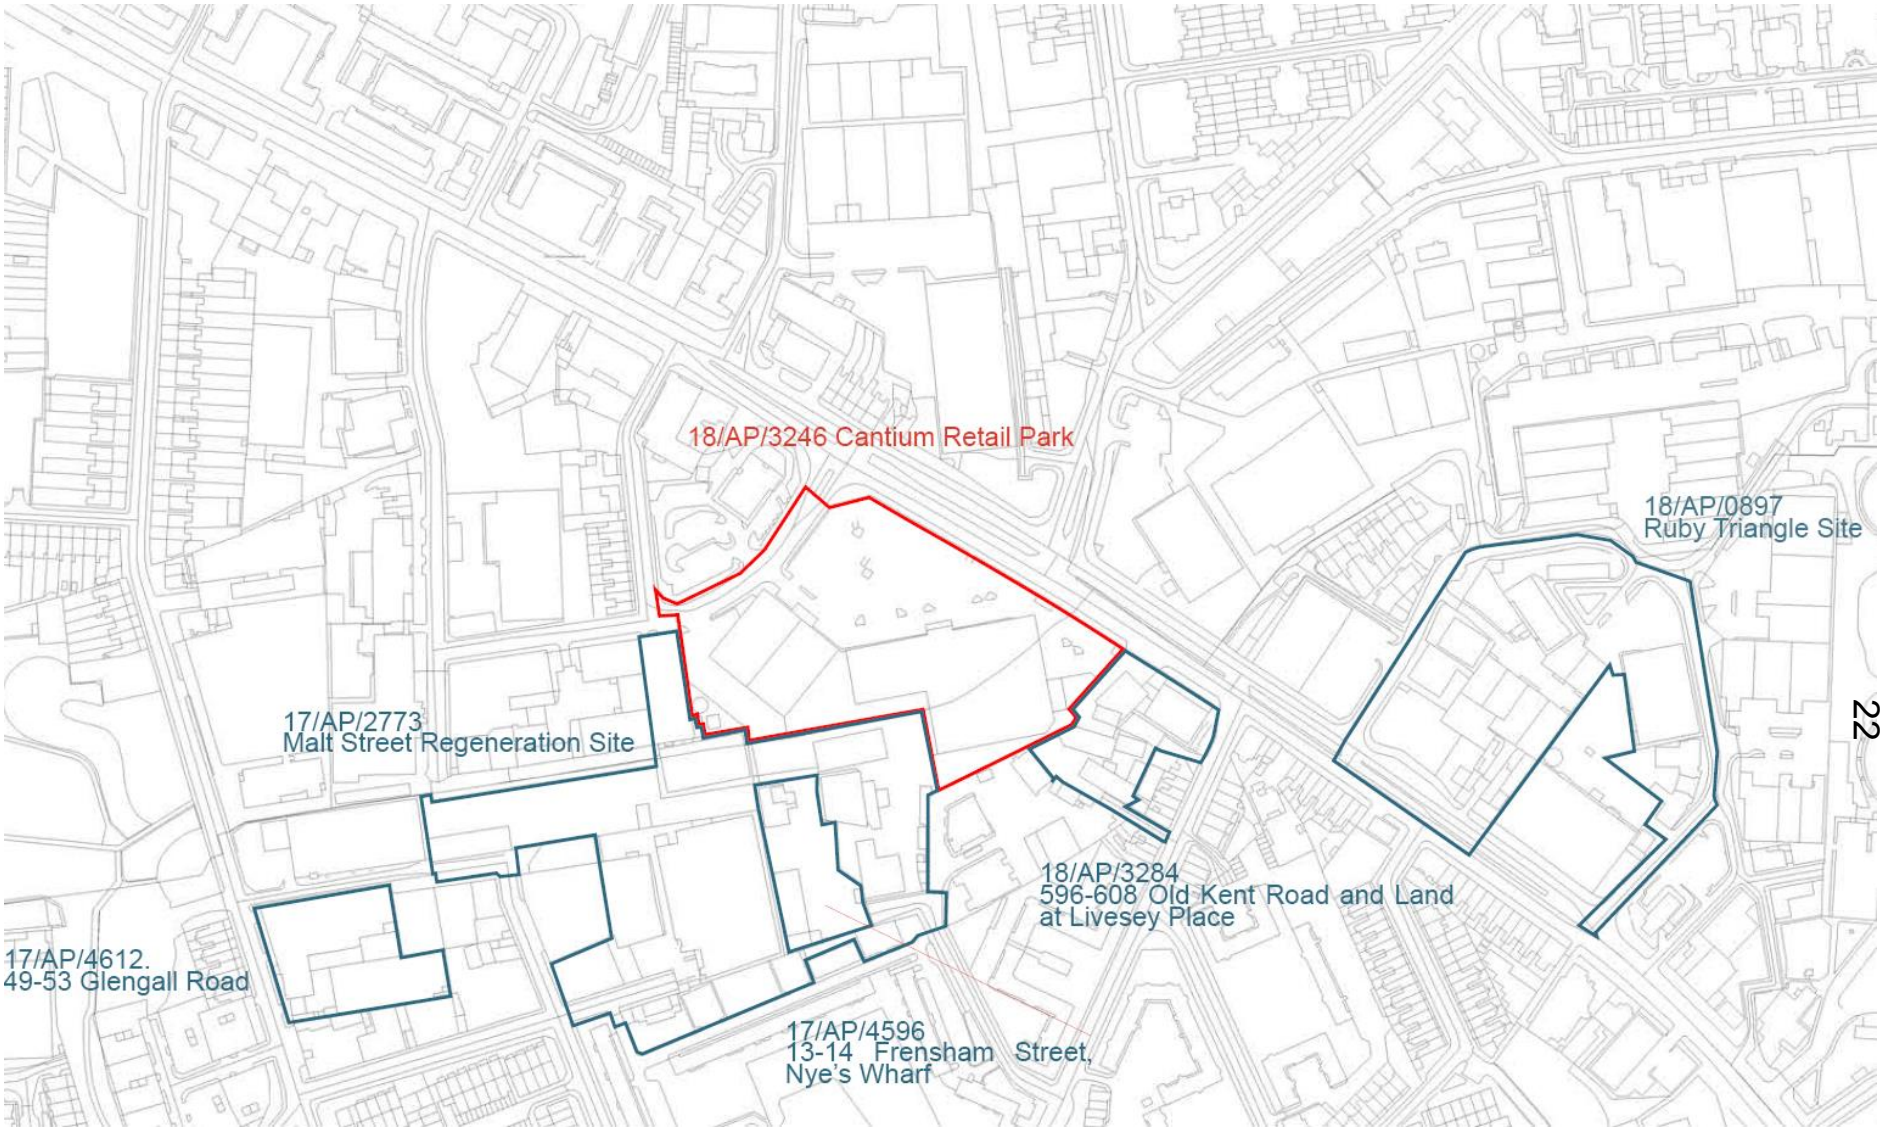 18/AP/3246 Cantium Retail Park
18/AP/0897
Ruby Triangle Site
17/AP/2773
Malt Street Regeneration Site
22
18/AP/3284
596-608 Old Kent Road and Land
at Livesey Place
17/AP/4612.
49-53 Glengall Road
17/AP/4596
13-14 Frensham Street,
Nye's Wharf